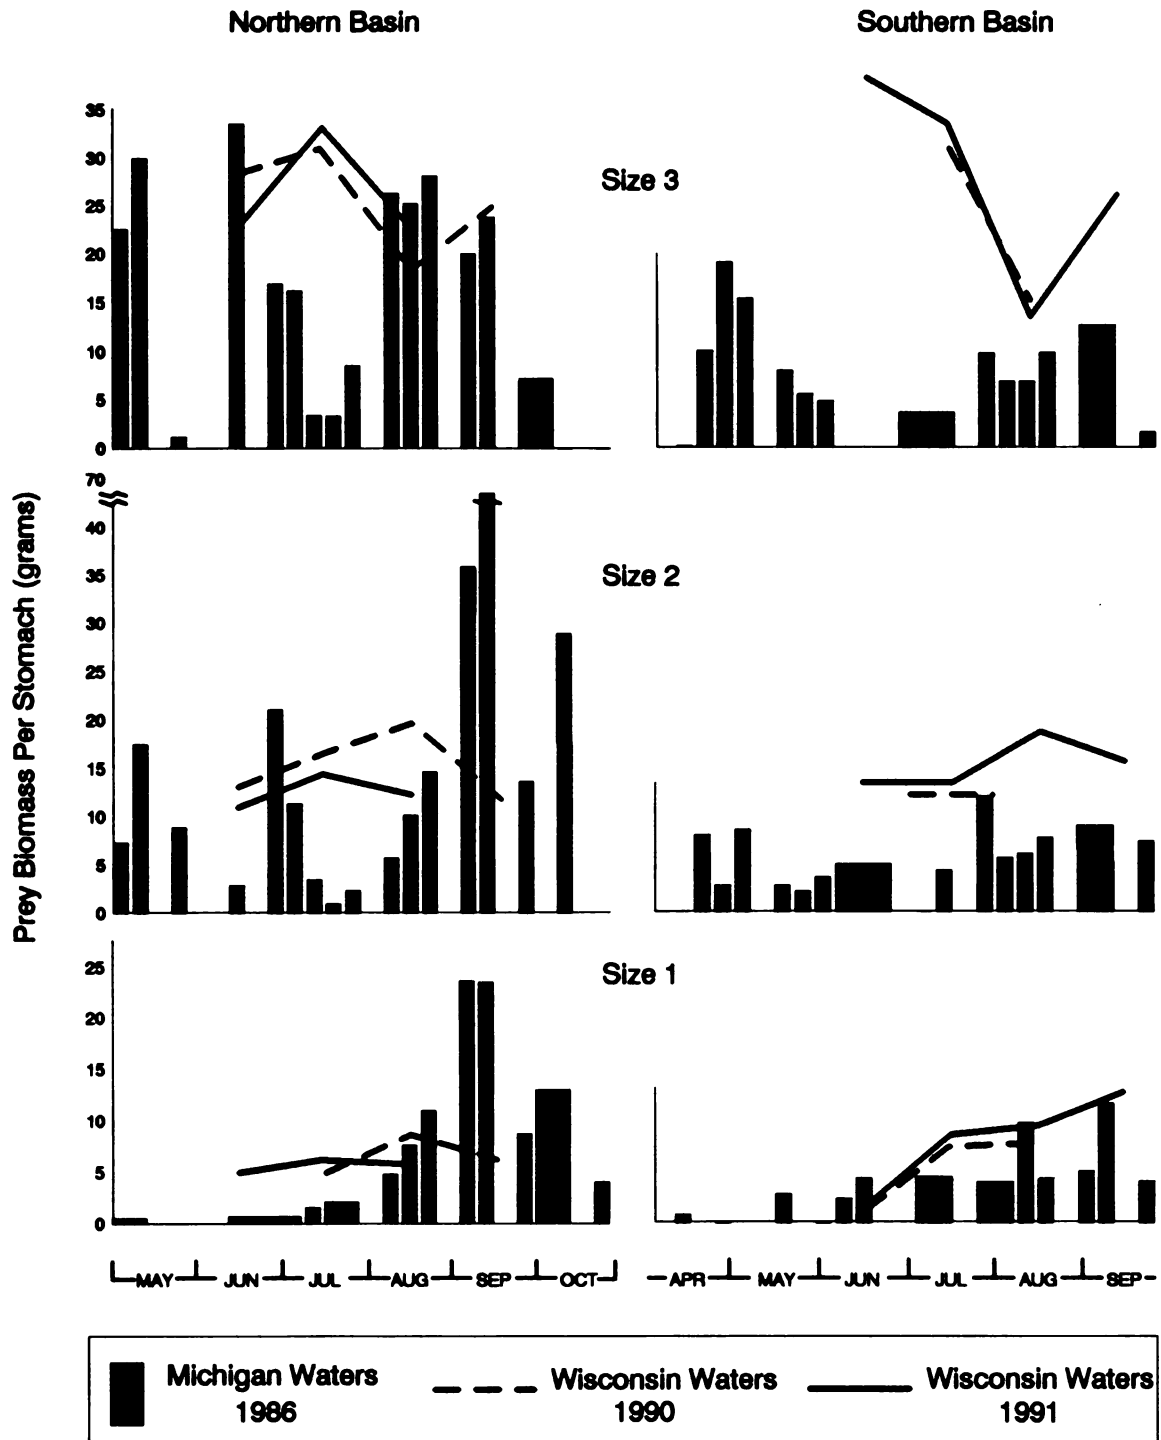 Northern Basin
Southern Basin
Prey Biomass Per Stomach (grams)
35
30
25
20
15
10
5
0
Size 3
70
40
35
30
25
20
15
10
5
0
Size 2
25
20
15
10
5
0
Size 1
MAY JUN JUL AUG SEP OCT
APR MAY JUN JUL AUG SEP
Michigan Waters
1986
Wisconsin Waters
1990
Wisconsin Waters
1991